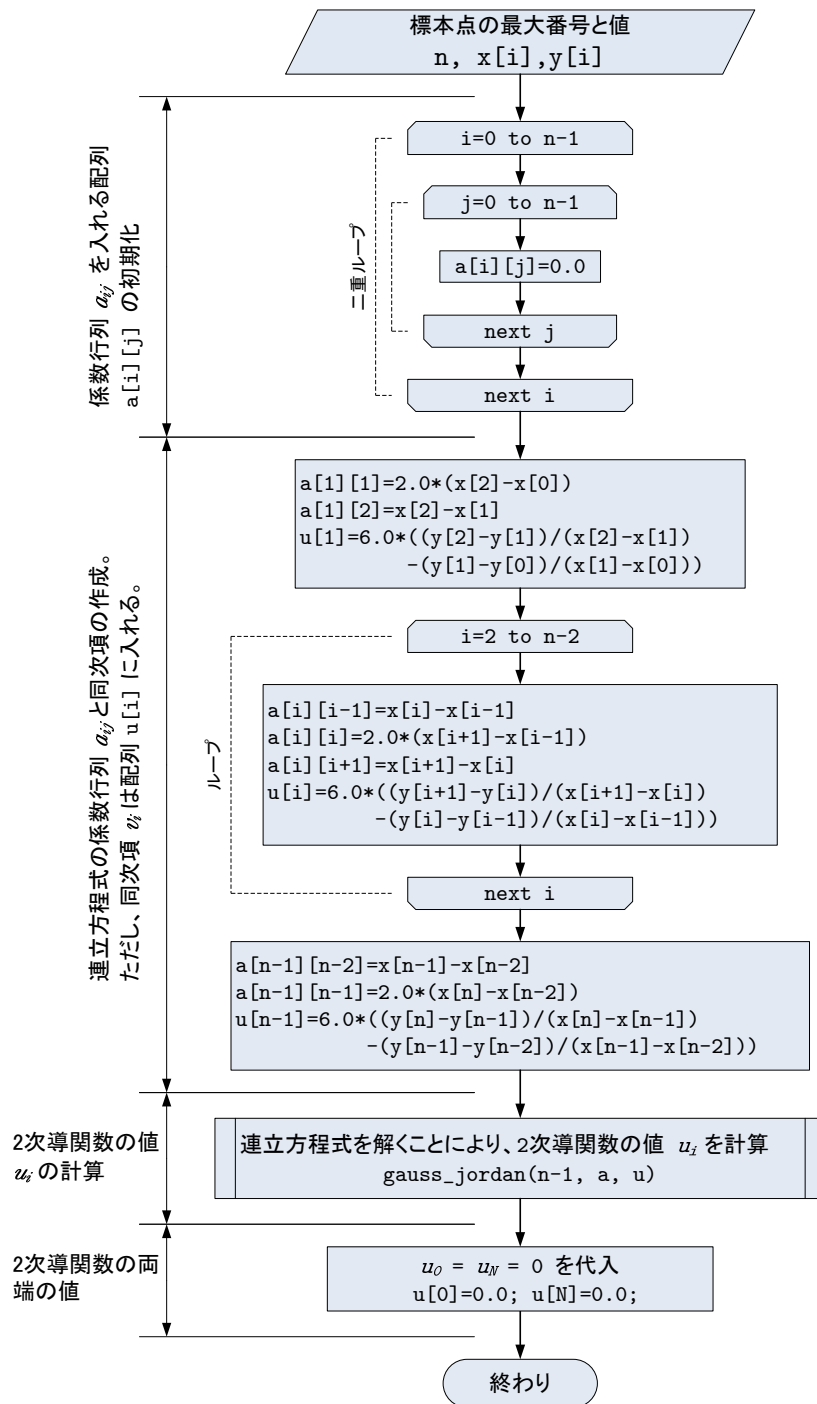 標本点の最大番号と値
n, x[i],y[i]
係数行列 aij を入れる配列
a[i][j] の初期化
二重ループ
i=0 to n-1
j=0 to n-1
a[i][j]=0.0
next j
next i
連立方程式の係数行列 aijと同次項の作成。
ただし、同次項 viは配列 u[i] に入れる。
a[1][1]=2.0*(x[2]-x[0])
a[1][2]=x[2]-x[1]
u[1]=6.0*((y[2]-y[1])/(x[2]-x[1])
-(y[1]-y[0])/(x[1]-x[0]))
ループ
i=2 to n-2
a[i][i-1]=x[i]-x[i-1]
a[i][i]=2.0*(x[i+1]-x[i-1])
a[i][i+1]=x[i+1]-x[i]
u[i]=6.0*((y[i+1]-y[i])/(x[i+1]-x[i])
-(y[i]-y[i-1])/(x[i]-x[i-1]))
next i
a[n-1][n-2]=x[n-1]-x[n-2]
a[n-1][n-1]=2.0*(x[n]-x[n-2])
u[n-1]=6.0*((y[n]-y[n-1])/(x[n]-x[n-1])
-(y[n-1]-y[n-2])/(x[n-1]-x[n-2]))
2次導関数の値
ui の計算
連立方程式を解くことにより、2次導関数の値 ui を計算
gauss_jordan(n-1, a, u)
2次導関数の両
端の値
u0 = uN = 0 を代入
u[0]=0.0; u[N]=0.0;
終わり